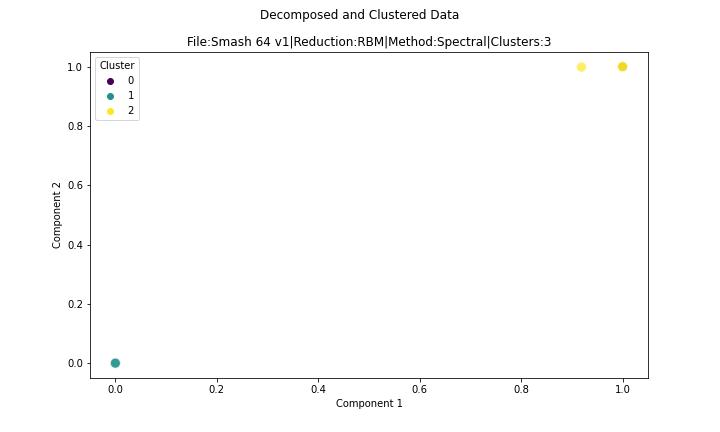 Decomposed and Clustered Data
File:Smash 64 v1|Reduction:RBM|Method:Spectral|Clusters:3
Cluster
0
1
2
1.0
0.8
0.6
0.4
0.2
0.0
Component 2
0.0 0.2 0.4 0.6 0.8 1.0
Component 1